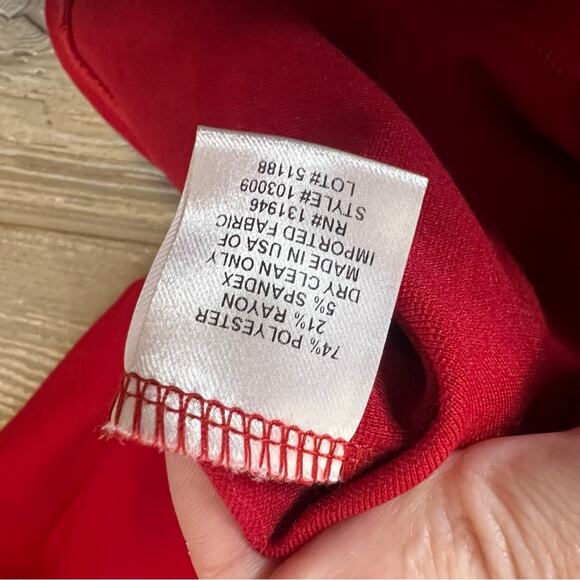 74% POLYESTER
21% RAYON
5% SPANDEX
DRY CLEAN ONLY
MADE IN USA OF
IMPORTED FABRIC
RN# 131946
STYLE# 103009
LOT# 51188